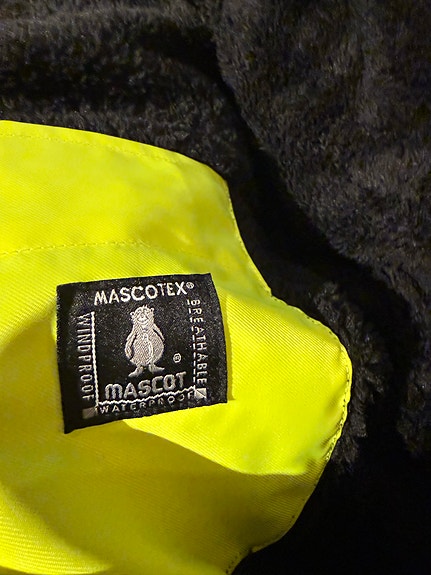 MASCOTEX®
WINDPROOF
BREATHABLE
®
MASCOT
WATERPROOF